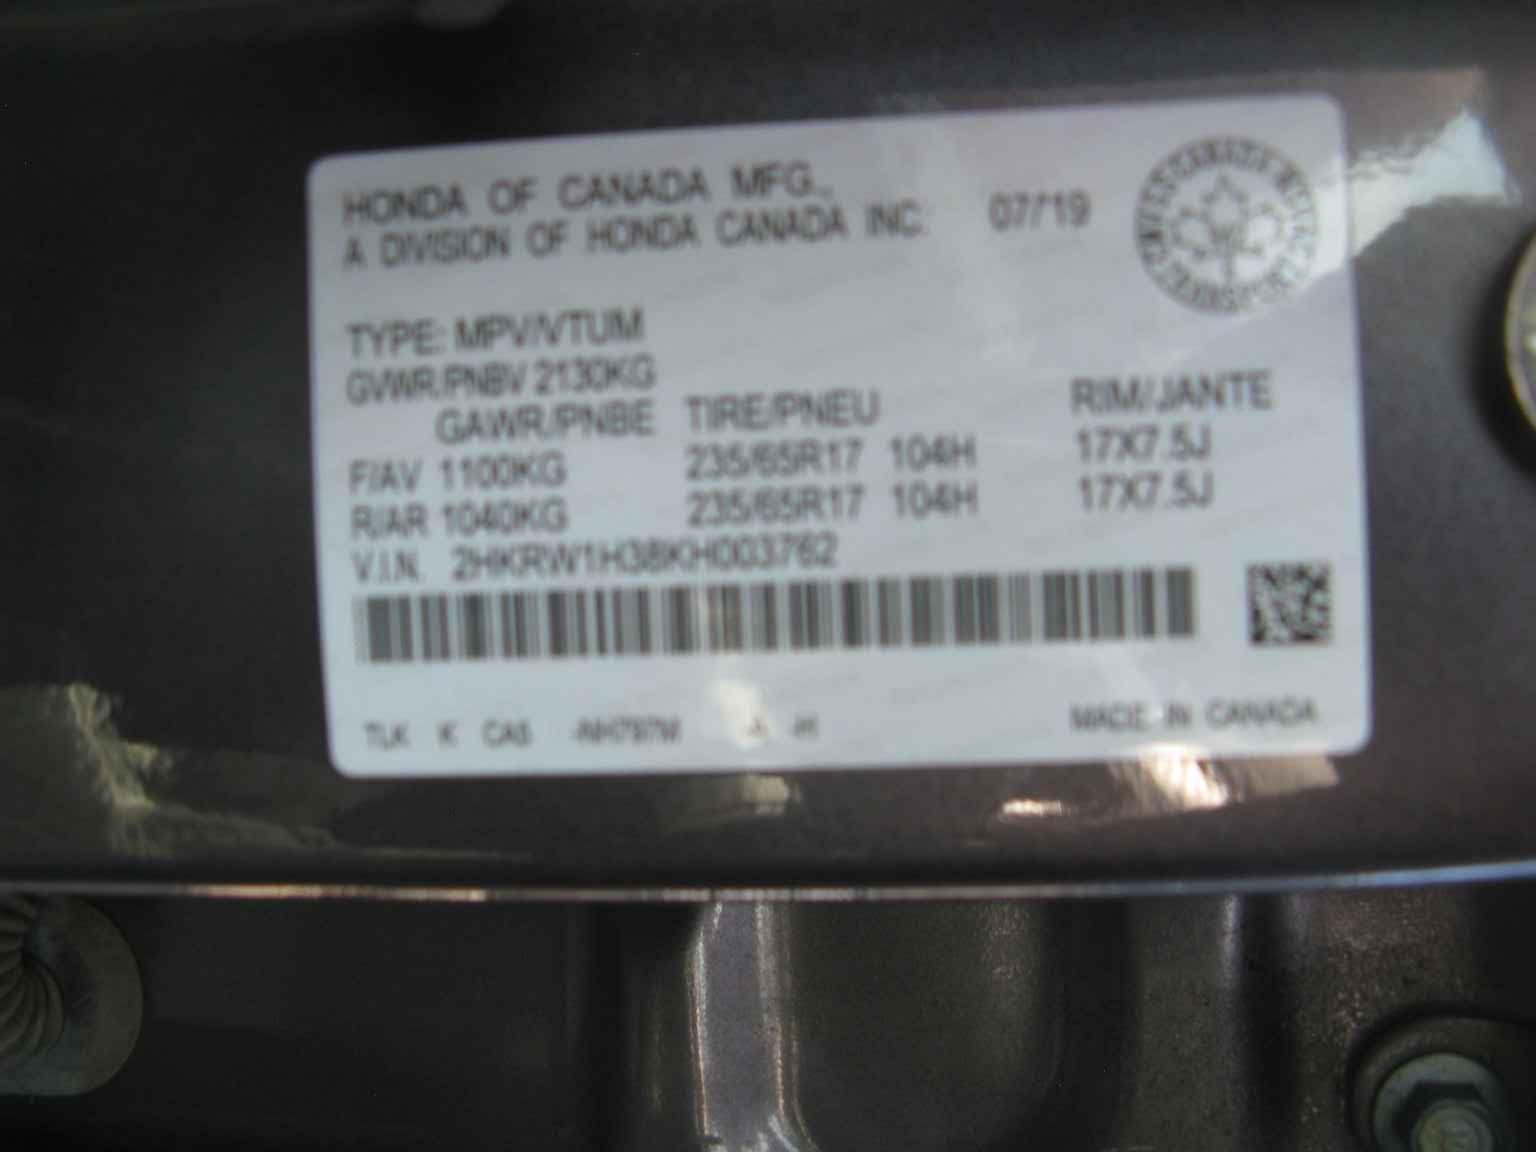 HONDA OF CANADA MFG.,
A DIVISION OF HONDA CANADA INC. 07/19
TYPE: MPV/VTUM
GVWR/PNBV 2130KG
GAWR/PNBE TIRE/PNEU RIM/JANTE
F/AV 1100KG 235/65R17 104H 17X7.5J
R/AR 1040KG 235/65R17 104H 17X7.5J
V.I.N. 2HKRW1H38KH003762
TLK K CA5 -NH797M -A -H MADE IN CANADA